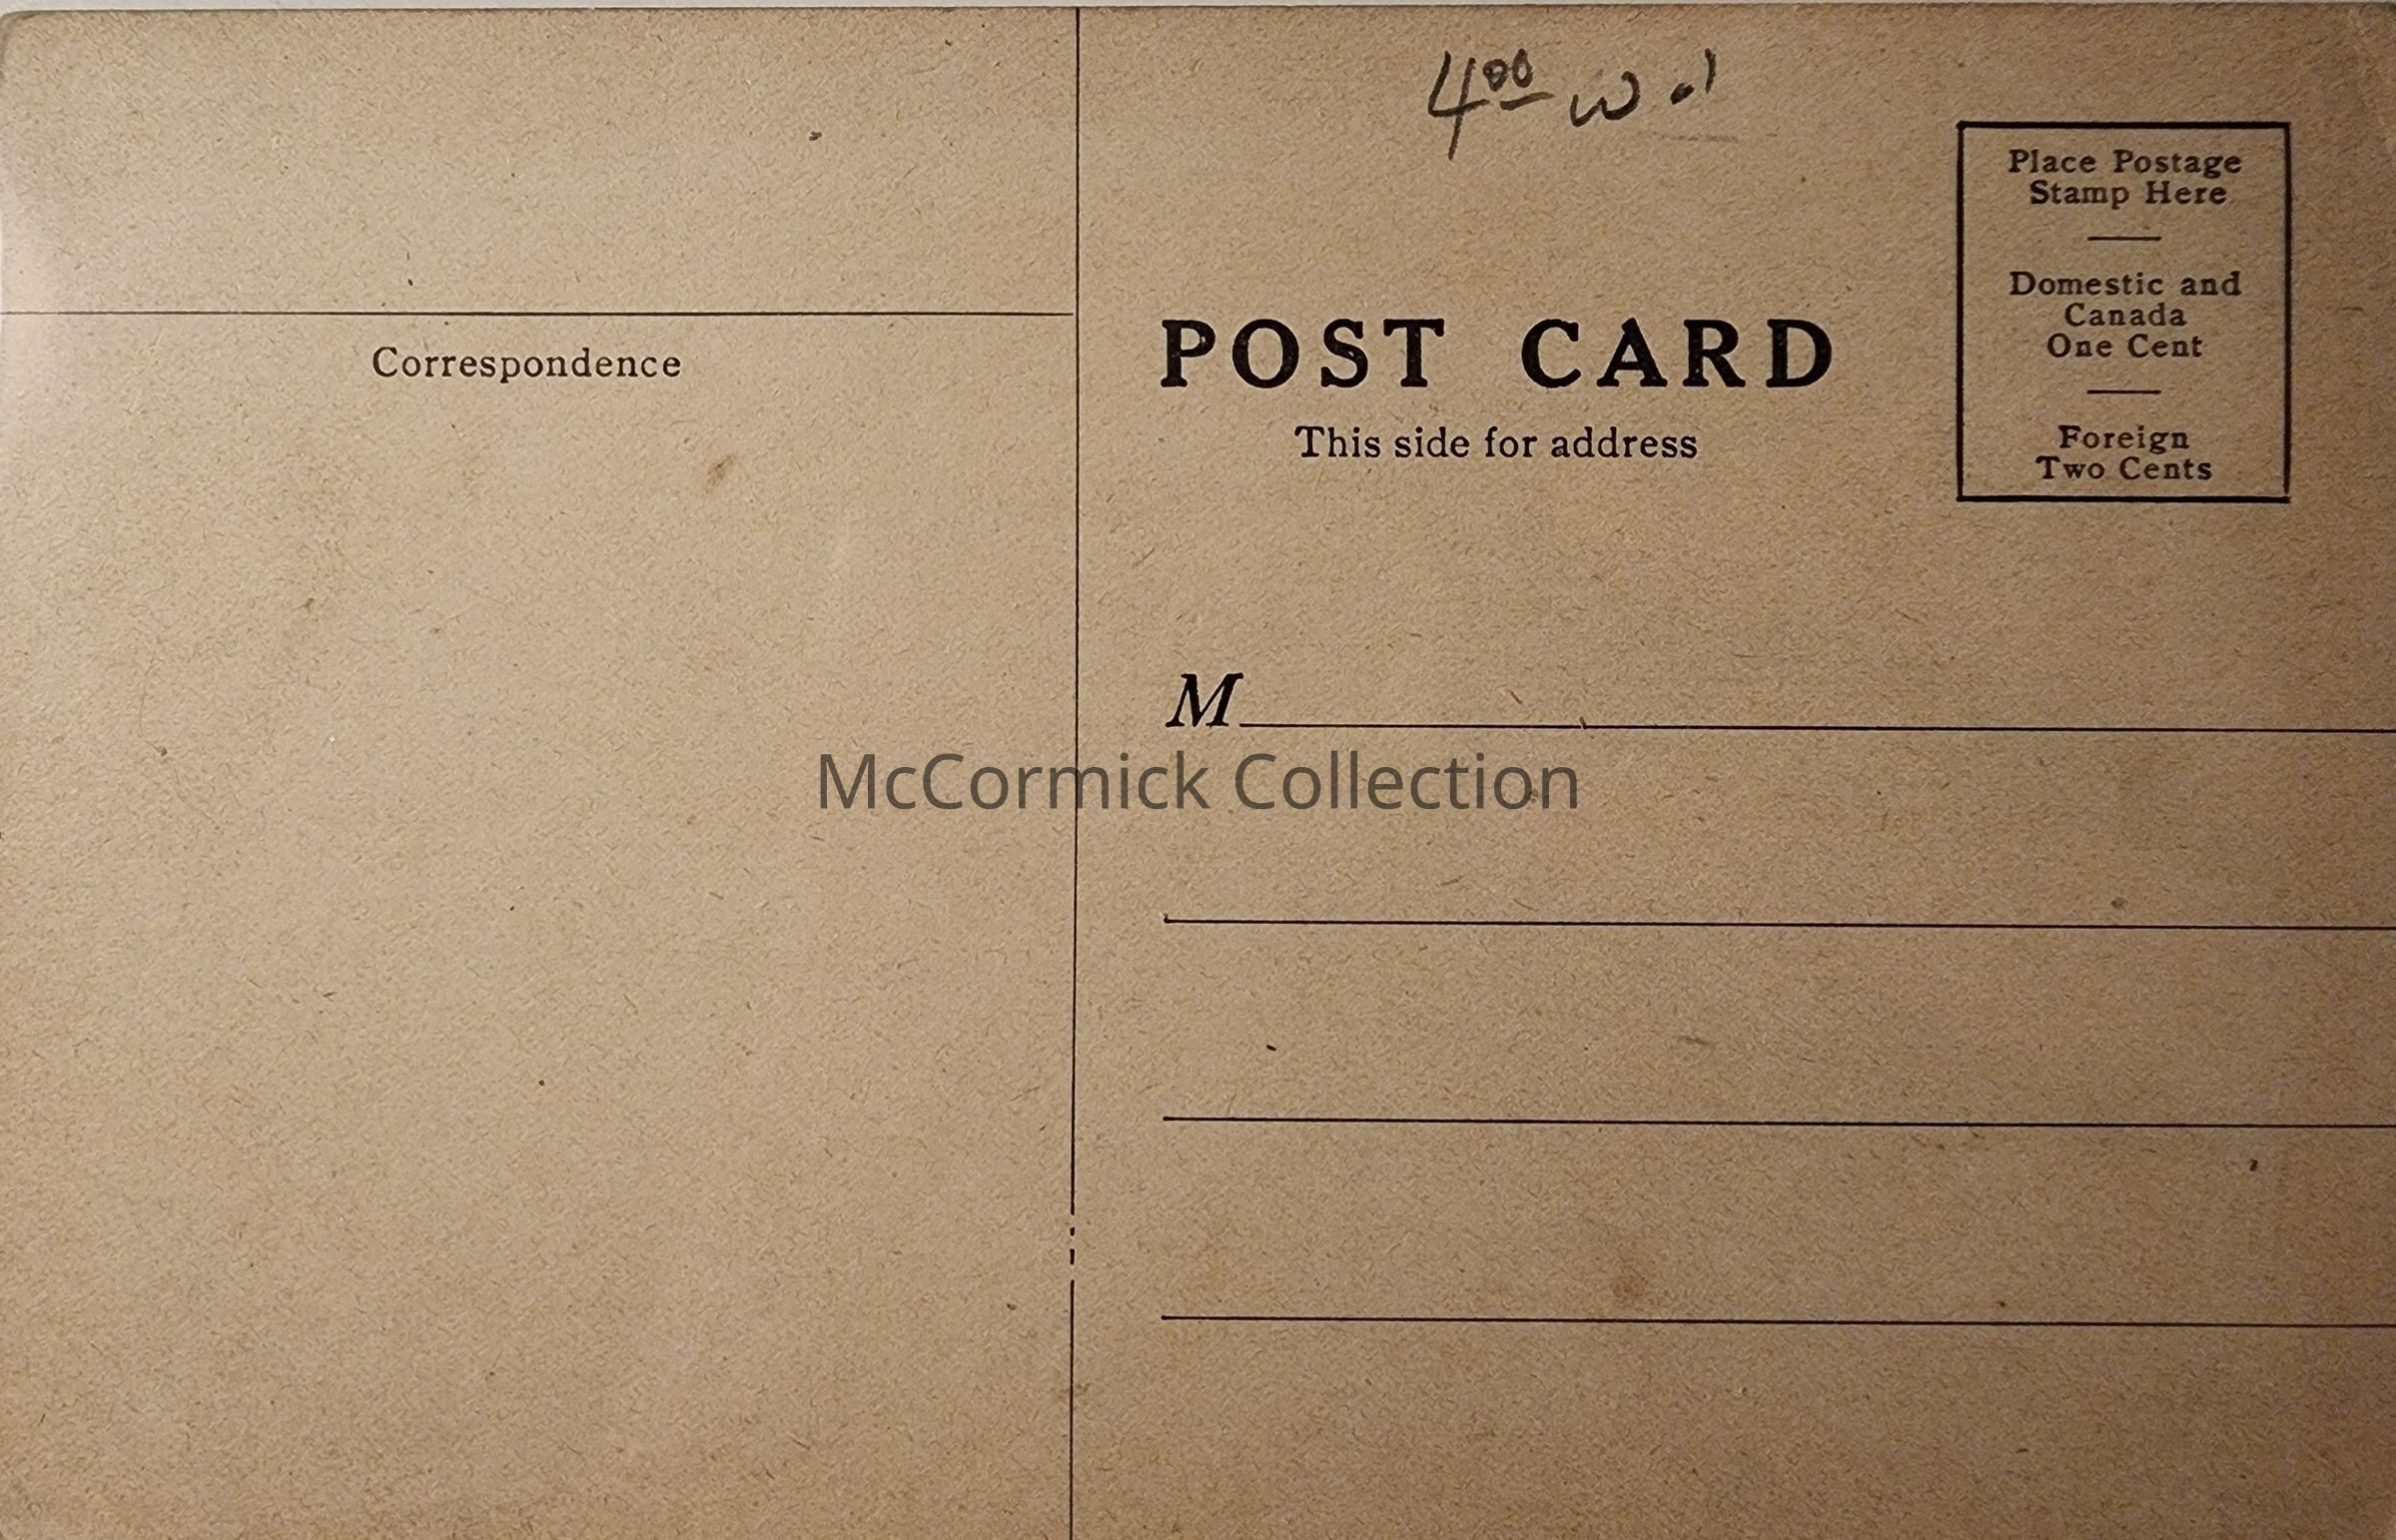 4 00 w
Place Postage
Stamp Here
Domestic and
Canada
One Cent
Foreign
Two Cents
Correspondence
POST CARD
This side for address
M
McCormick Collection